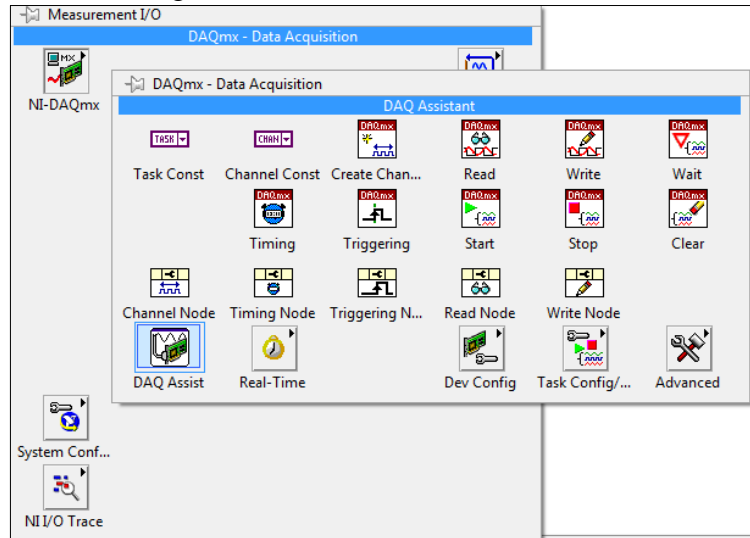 Measurement I/O
DAQmx - Data Acquisition
MX
NI-DAQmx
DAQmx - Data Acquisition
DAQ Assistant
TASK
CHAN
DAQmx
DAQmx
DAQmx
DAQmx
Task Const
Channel Const
Create Chan...
Read
Write
Wait
DAQmx
DAQmx
DAQmx
DAQmx
DAQmx
Timing
Triggering
Start
Stop
Clear
Channel Node
Timing Node
Triggering N...
Read Node
Write Node
DAQ Assist
Real-Time
Dev Config
Task Config/...
Advanced
System Conf...
NI I/O Trace